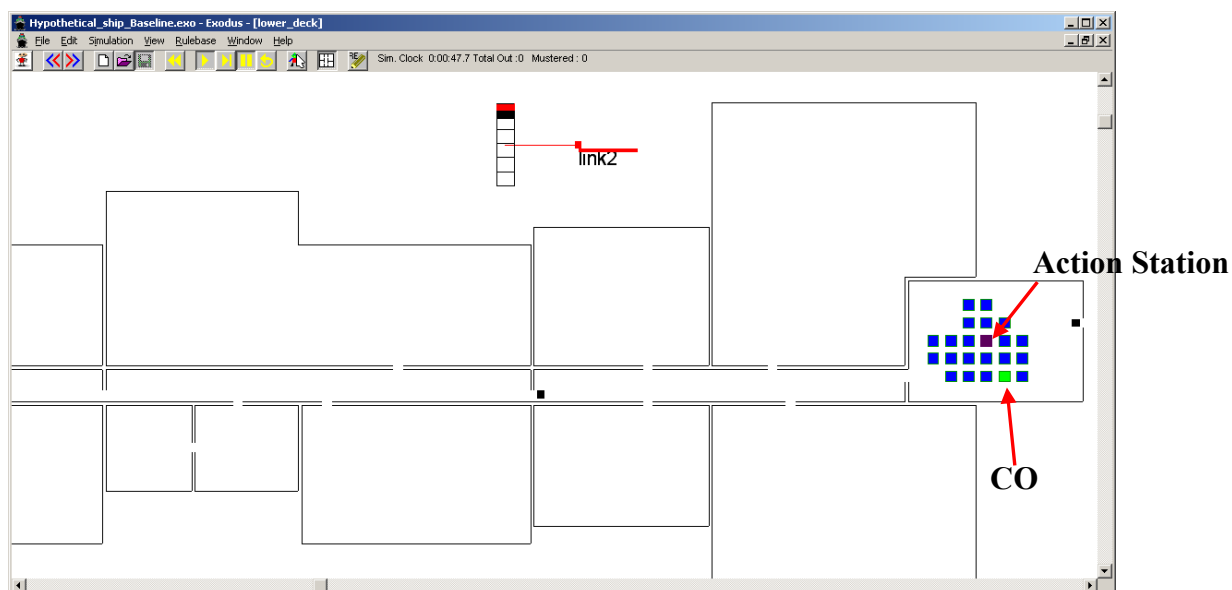 Hypothetical_ship_Baseline.exo - Exodus - [lower_deck]
File Edit Simulation View Rulebase Window Help
Sim. Clock 0:00:47.7 Total Out :0 Mustered : 0
link2
Action Station
CO